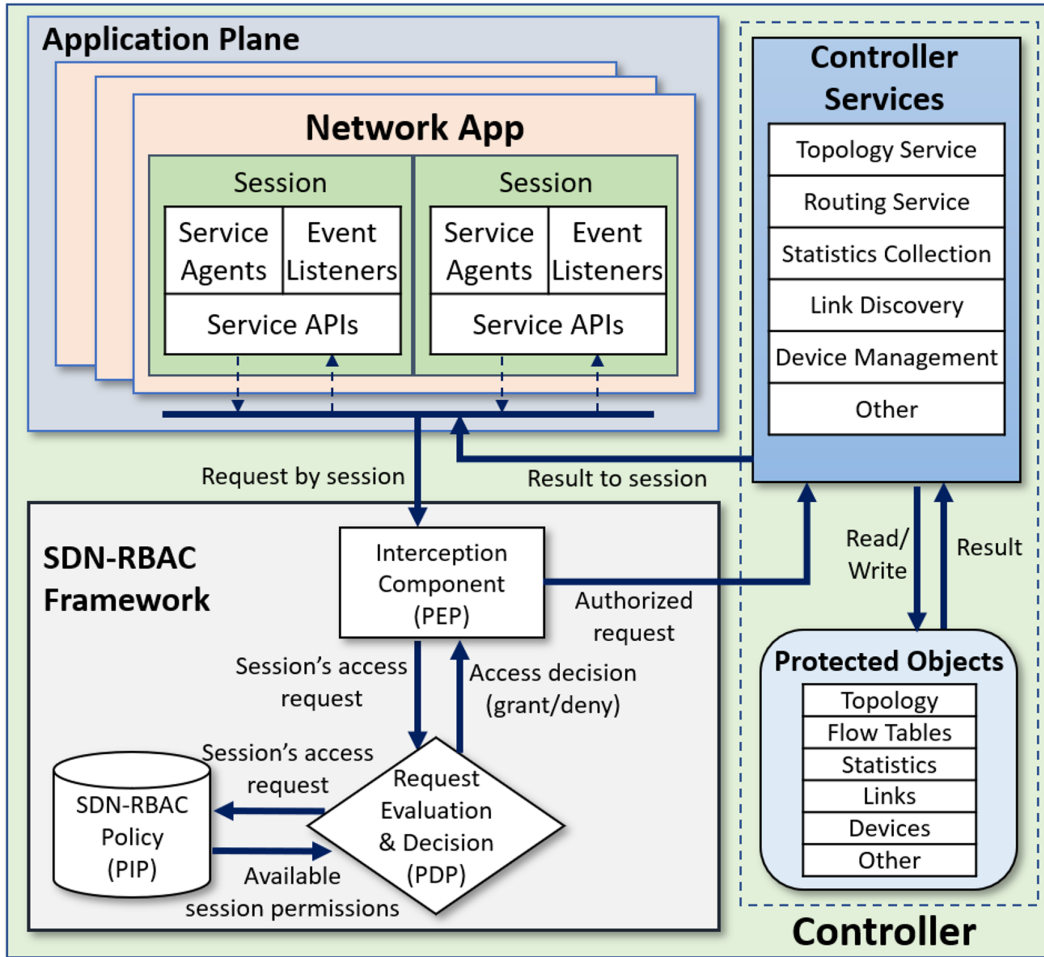 Application Plane
Network App
Session
Service
Agents
Event
Listeners
Service APIs
Session
Service
Agents
Event
Listeners
Service APIs
Controller
Services
Topology Service
Routing Service
Statistics Collection
Link Discovery
Device Management
Other
Request by session
Result to session
SDN-RBAC
Framework
Interception
Component
(PEP)
Authorized
request
Read/
Write
Result
Session's access
request
Access decision
(grant/deny)
Session's access
request
SDN-RBAC
Policy
(PIP)
Request
Evaluation
& Decision
(PDP)
Available
session permissions
Protected Objects
Topology
Flow Tables
Statistics
Links
Devices
Other
Controller